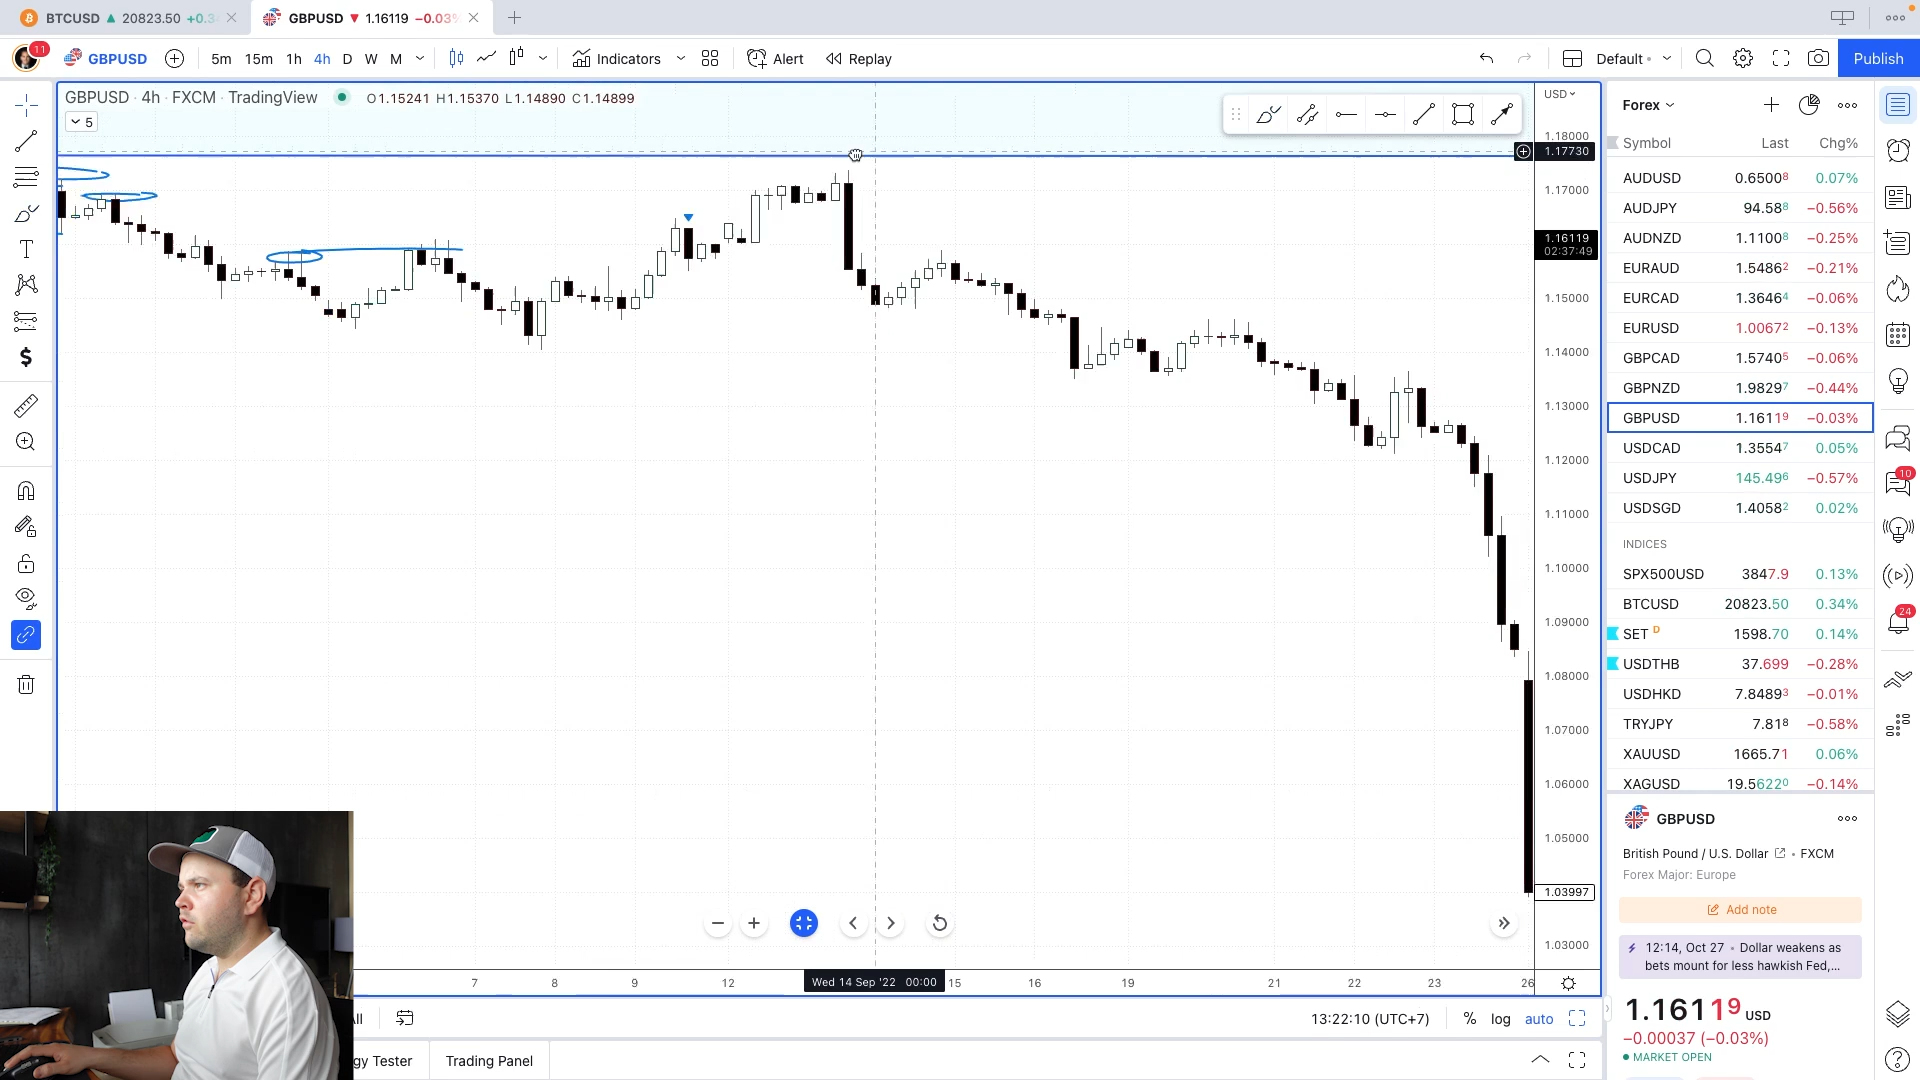 BTCUSD ▲ 20823.50 +0.3
GBPUSD ▼ 1.16119 −0.03%
11
GBPUSD
5m 15m 1h 4h D W M
Indicators
Alert
Replay
Default
Publish
GBPUSD · 4h · FXCM · TradingView
O1.15241 H1.15370 L1.14890 C1.14899
5
USD
1.18000
1.17730
1.17000
1.16119
02:37:49
1.15000
1.14000
1.13000
1.12000
1.11000
1.10000
1.09000
1.08000
1.07000
1.06000
1.05000
1.03997
1.03000
7 8 9 12 Wed 14 Sep '22 00:00 15 16 19 21 22 23 26
13:22:10 (UTC+7)
% log auto
gy Tester
Trading Panel
Forex
Symbol Last Chg%
AUDUSD 0.65008 0.07%
AUDJPY 94.588 −0.56%
AUDNZD 1.11008 −0.25%
EURAUD 1.54862 −0.21%
EURCAD 1.36464 −0.06%
EURUSD 1.00672 −0.13%
GBPCAD 1.57405 −0.06%
GBPNZD 1.98297 −0.44%
GBPUSD 1.16119 −0.03%
USDCAD 1.35547 0.05%
USDJPY 145.496 −0.57%
USDSGD 1.40582 0.02%
INDICES
SPX500USD 3847.9 0.13%
BTCUSD 20823.50 0.34%
SET D 1598.70 0.14%
USDTHB 37.699 −0.28%
USDHKD 7.84893 −0.01%
TRYJPY 7.818 −0.58%
XAUUSD 1665.71 0.06%
XAGUSD 19.56220 −0.14%
GBPUSD
British Pound / U.S. Dollar • FXCM
Forex Major: Europe
Add note
12:14, Oct 27 • Dollar weakens as
bets mount for less hawkish Fed,...
1.16119 USD
−0.00037 (−0.03%)
MARKET OPEN
10
24